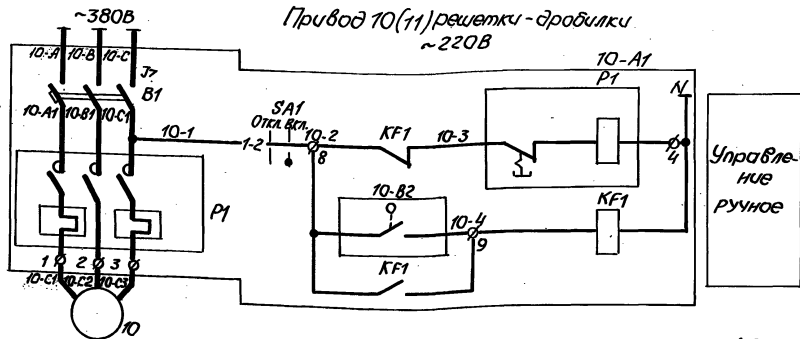 Привод 10(11) решетки-дробилки
~380В
~220В
10-А 10-В 10-С
10-А1
Р1
N
В1
10-А1 10-В1 10-С1
SA1
Откл. Вкл.
10-1
1-2
10-2
8
KF1
10-3
4
Управле-
ние
ручное
10-В2
10-4
9
KF1
Р1
KF1
1 2 3
10-С1 10-С2 10-С3
10